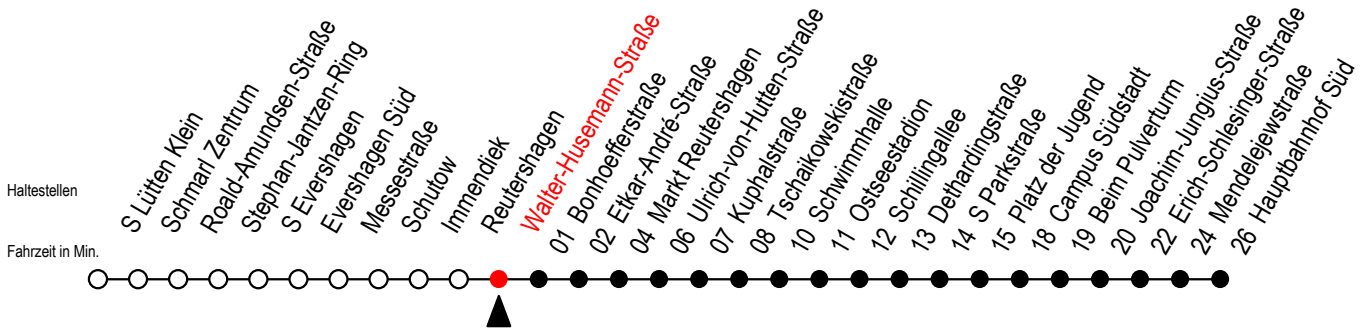 Haltestellen
Fahrzeit in Min.
S Lütten Klein
Schmarl Zentrum
Roald-Amundsen-Straße
Stephan-Jantzen-Ring
S Evershagen
Evershagen Süd
Messestraße
Schutow
Immendiek
Reutershagen
Walter-Husemann-Straße
01 Bonhoefferstraße
02 Etkar-André-Straße
04 Markt Reutershagen
06 Ulrich-von-Hutten-Straße
07 Kuphalstraße
08 Tschaikowskistraße
10 Schwimmhalle
11 Ostseestadion
12 Schillingallee
13 Dethardingstraße
14 S Parkstraße
15 Platz der Jugend
18 Campus Südstadt
19 Beim Pulverturm
20 Joachim-Jungius-Straße
22 Erich-Schlesinger-Straße
24 Mendelejewstraße
26 Hauptbahnhof Süd